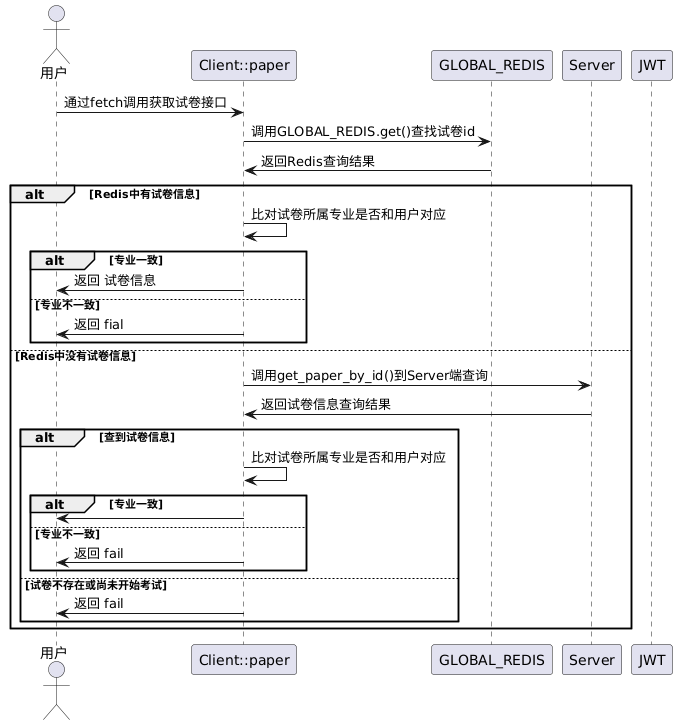 用户
Client::paper
GLOBAL_REDIS
Server
JWT
通过fetch调用获取试卷接口
调用GLOBAL_REDIS.get()查找试卷id
返回Redis查询结果
alt [Redis中有试卷信息]
比对试卷所属专业是否和用户对应
alt [专业一致]
返回 试卷信息
[专业不一致]
返回 fial
[Redis中没有试卷信息]
调用get_paper_by_id()到Server端查询
返回试卷信息查询结果
alt [查到试卷信息]
比对试卷所属专业是否和用户对应
alt [专业一致]
[专业不一致]
返回 fail
[试卷不存在或尚未开始考试]
返回 fail
用户
Client::paper
GLOBAL_REDIS
Server
JWT